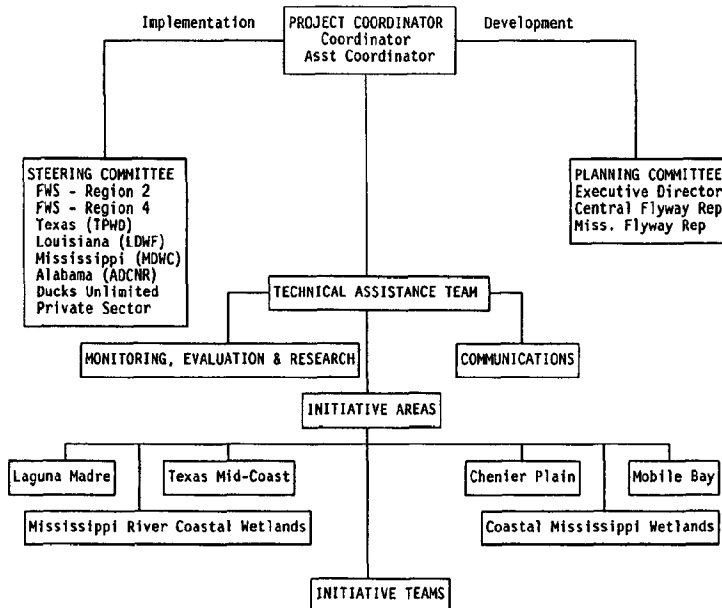 Implementation
PROJECT COORDINATOR
Coordinator
Asst Coordinator
Development
STEERING COMMITTEE
FWS - Region 2
FWS - Region 4
Texas (TPWD)
Louisiana (LDWF)
Mississippi (MDWC)
Alabama (ADCNR)
Ducks Unlimited
Private Sector
PLANNING COMMITTEE
Executive Director
Central Flyway Rep
Miss. Flyway Rep
TECHNICAL ASSISTANCE TEAM
MONITORING, EVALUATION & RESEARCH
COMMUNICATIONS
INITIATIVE AREAS
Laguna Madre
Texas Mid-Coast
Chenier Plain
Mobile Bay
Mississippi River Coastal Wetlands
Coastal Mississippi Wetlands
INITIATIVE TEAMS